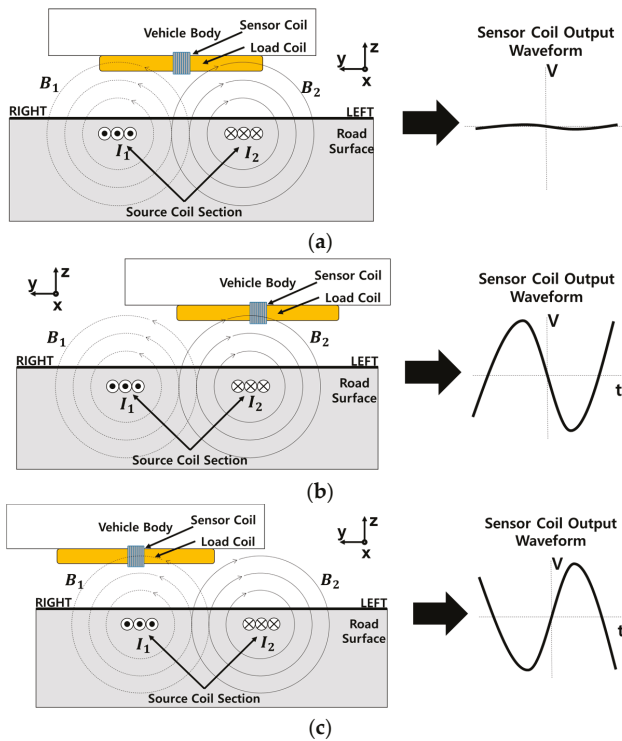 Vehicle Body
Sensor Coil
Load Coil
B₁
B₂
y
z
x
RIGHT
LEFT
Road
Surface
I₁
I₂
Source Coil Section
Sensor Coil Output
Waveform
V
(a)
y
z
x
Vehicle Body
Sensor Coil
Load Coil
B₁
B₂
RIGHT
LEFT
Road
Surface
I₁
I₂
Source Coil Section
Sensor Coil Output
Waveform
V
t
(b)
Vehicle Body
Sensor Coil
Load Coil
y
z
x
B₁
B₂
RIGHT
LEFT
Road
Surface
I₁
I₂
Source Coil Section
Sensor Coil Output
Waveform
V
t
(c)